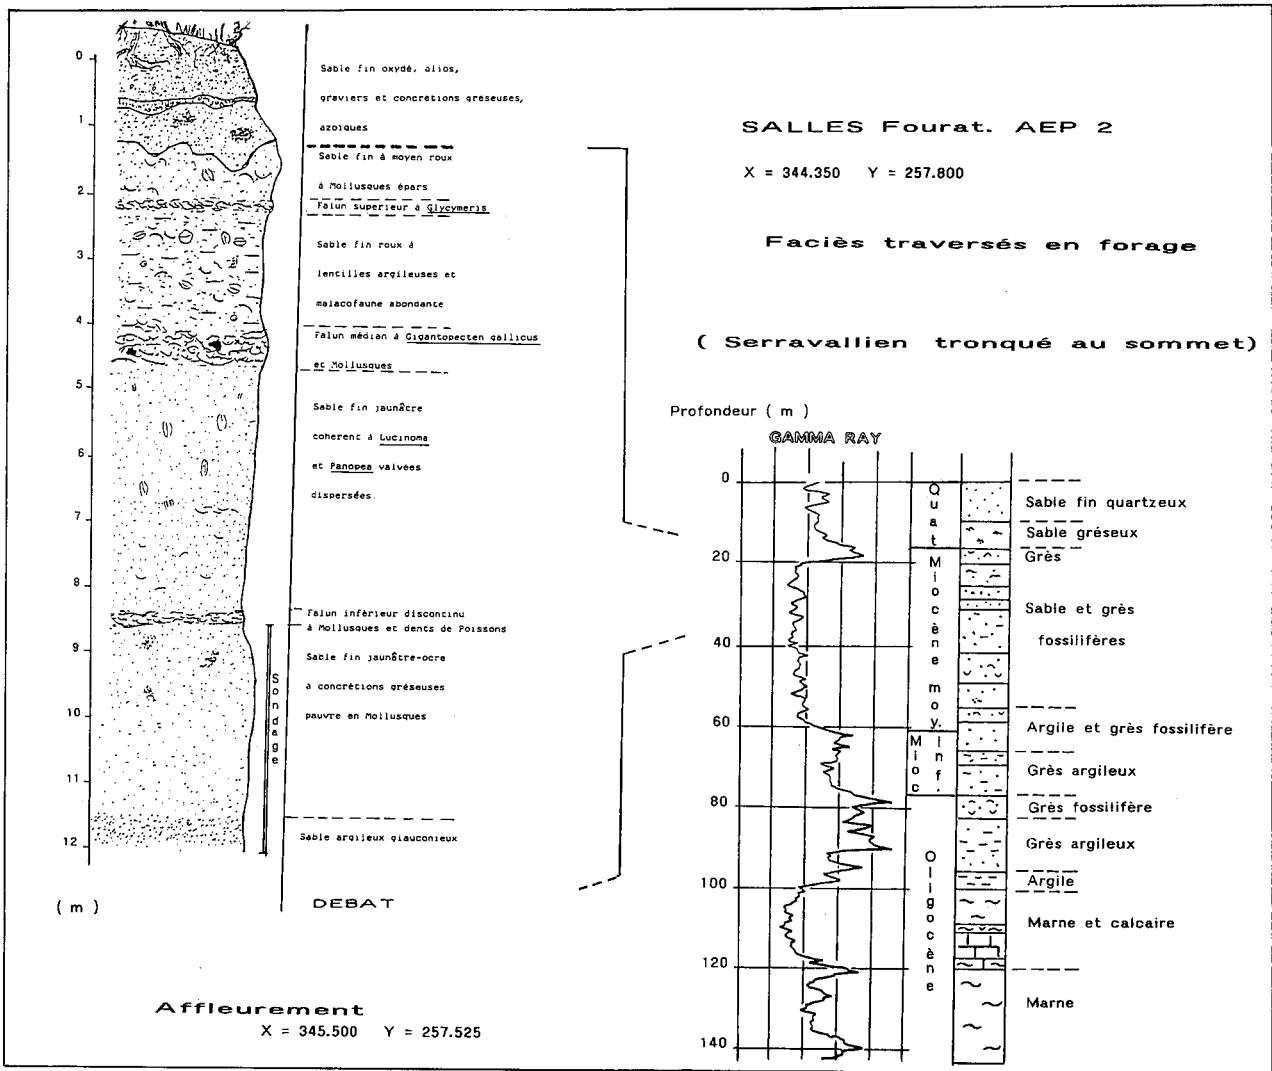 0
1
2
3
4
5
6
7
8
9
10
11
12
( m )
Sable fin oxydé, alios,
graviers et concrétions gréseuses,
azoïques
Sable fin à moyen roux
à Mollusques épars
Falun superieur à Glycymeris
Sable fin roux à
lentilles argileuses et
malacofaune abondante
Falun médian à Gigantopecten gallicus
et Mollusques
Sable fin jaunâtre
cohérent à Lucinoma
et Panopea valvées
dispersées.
Falun inférieur discontinu
à Mollusques et dents de Poissons
Sable fin jaunâtre-ocre
à concrétions gréseuses
pauvre en Mollusques
Sondage
Sable argileux glauconieux
DEBAT
Affleurement
X = 345.500 Y = 257.525
SALLES Fourat. AEP 2
X = 344.350 Y = 257.800
Faciès traversés en forage
( Serravallien tronqué au sommet)
Profondeur ( m )
GAMMA RAY
0
20
40
60
80
100
120
140
Quat
Miocène moy.
Mioc Inf.
Oligocène
Sable fin quartzeux
Sable gréseux
Grès
Sable et grès
fossilifères
Argile et grès fossilifère
Grès argileux
Grès fossilifère
Grès argileux
Argile
Marne et calcaire
Marne